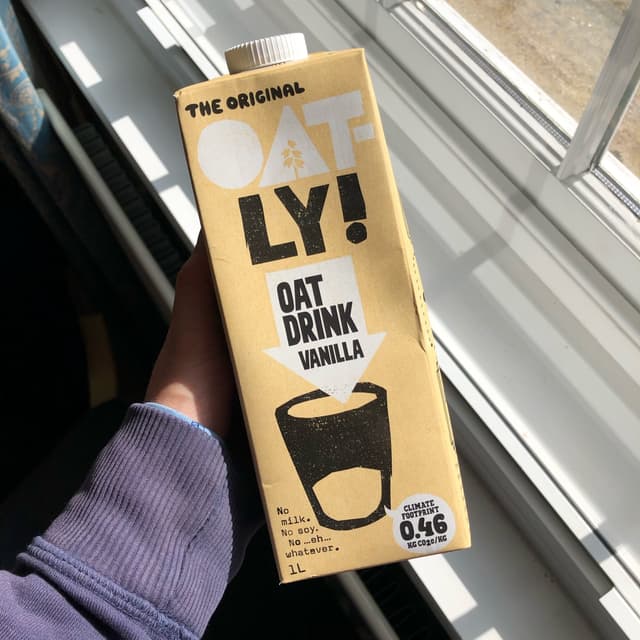 THE ORIGINAL
OAT-
LY!
OAT
DRINK
VANILLA
No
milk.
No soy.
No …eh…
whatever.
1L
CLIMATE
FOOTPRINT
0.46
KG CO2e/KG